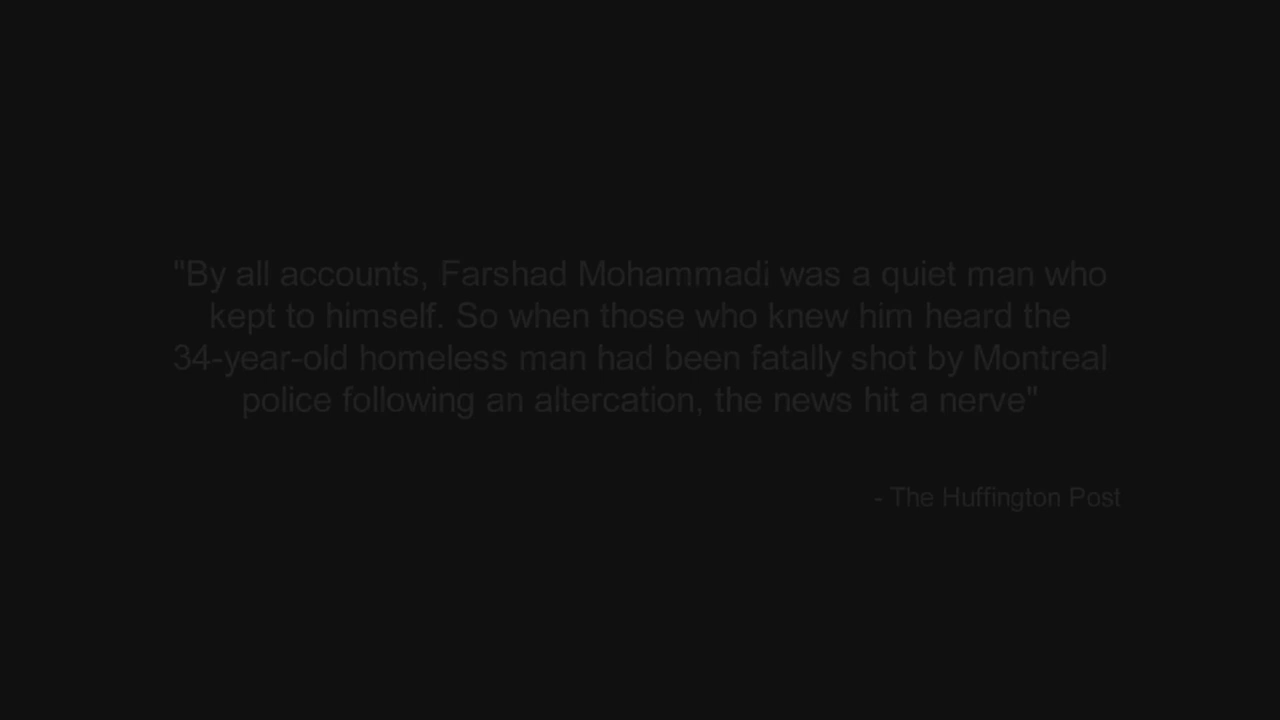 "By all accounts, Farshad Mohammadi was a quiet man who
kept to himself. So when those who knew him heard the
34-year-old homeless man had been fatally shot by Montreal
police following an altercation, the news hit a nerve"
- The Huffington Post